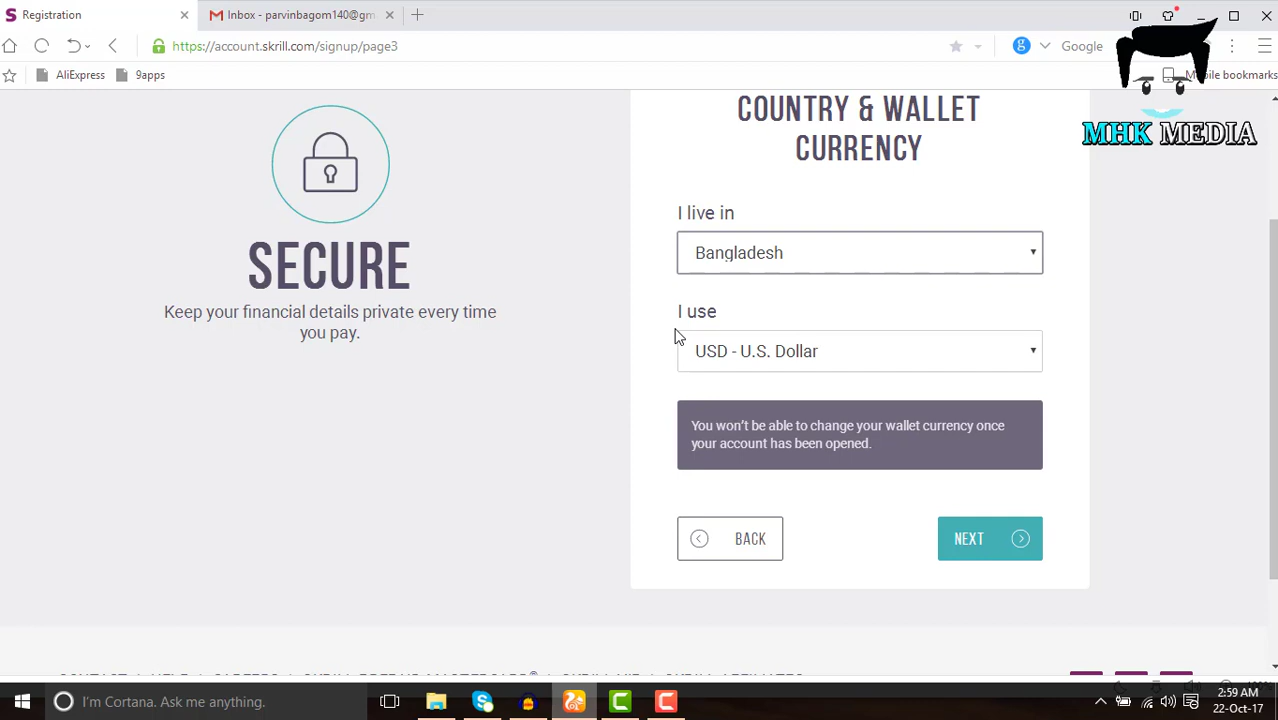 Registration
Inbox - parvinbagom140@gm
https://account.skrill.com/signup/page3
Google
AliExpress
9apps
Mobile bookmarks
MHK MEDIA
COUNTRY & WALLET
CURRENCY
I live in
Bangladesh
SECURE
Keep your financial details private every time
you pay.
I use
USD - U.S. Dollar
You won't be able to change your wallet currency once
your account has been opened.
BACK
NEXT
I'm Cortana. Ask me anything.
2:59 AM
22-Oct-17